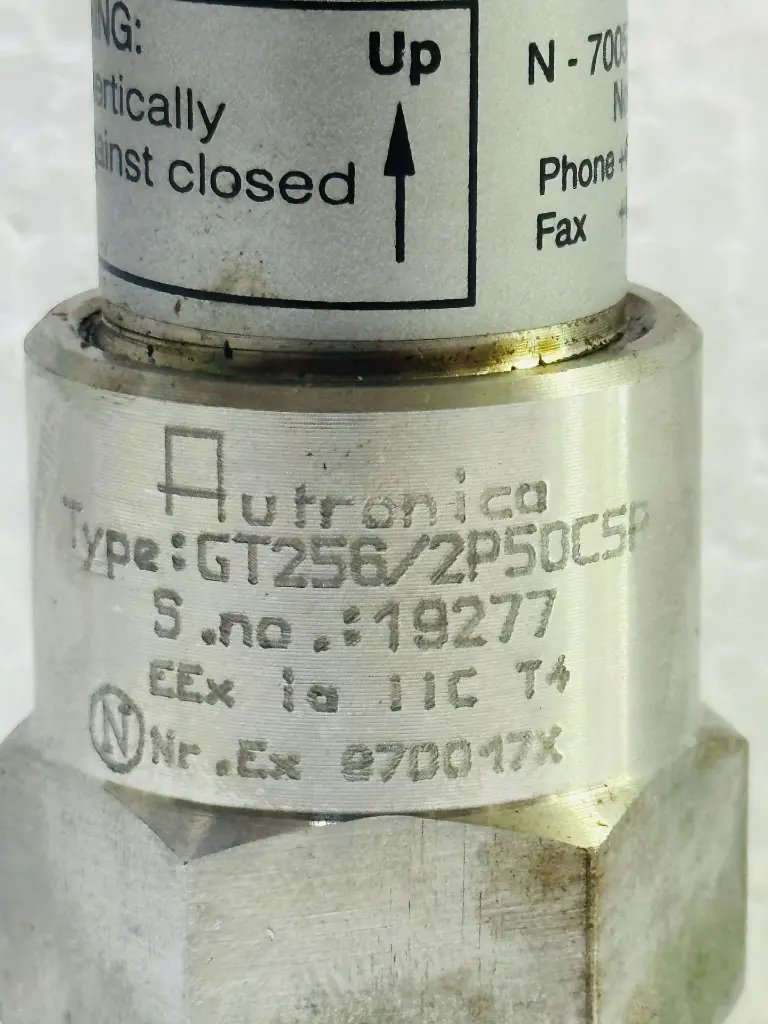 NG:
ertically
ainst closed
Up
N - 7005
Phone +
Fax
Autronica
Type:GT256/2P50C5P
S.no.:19277
EEx ia IIC T4
N Nr.Ex 870017X